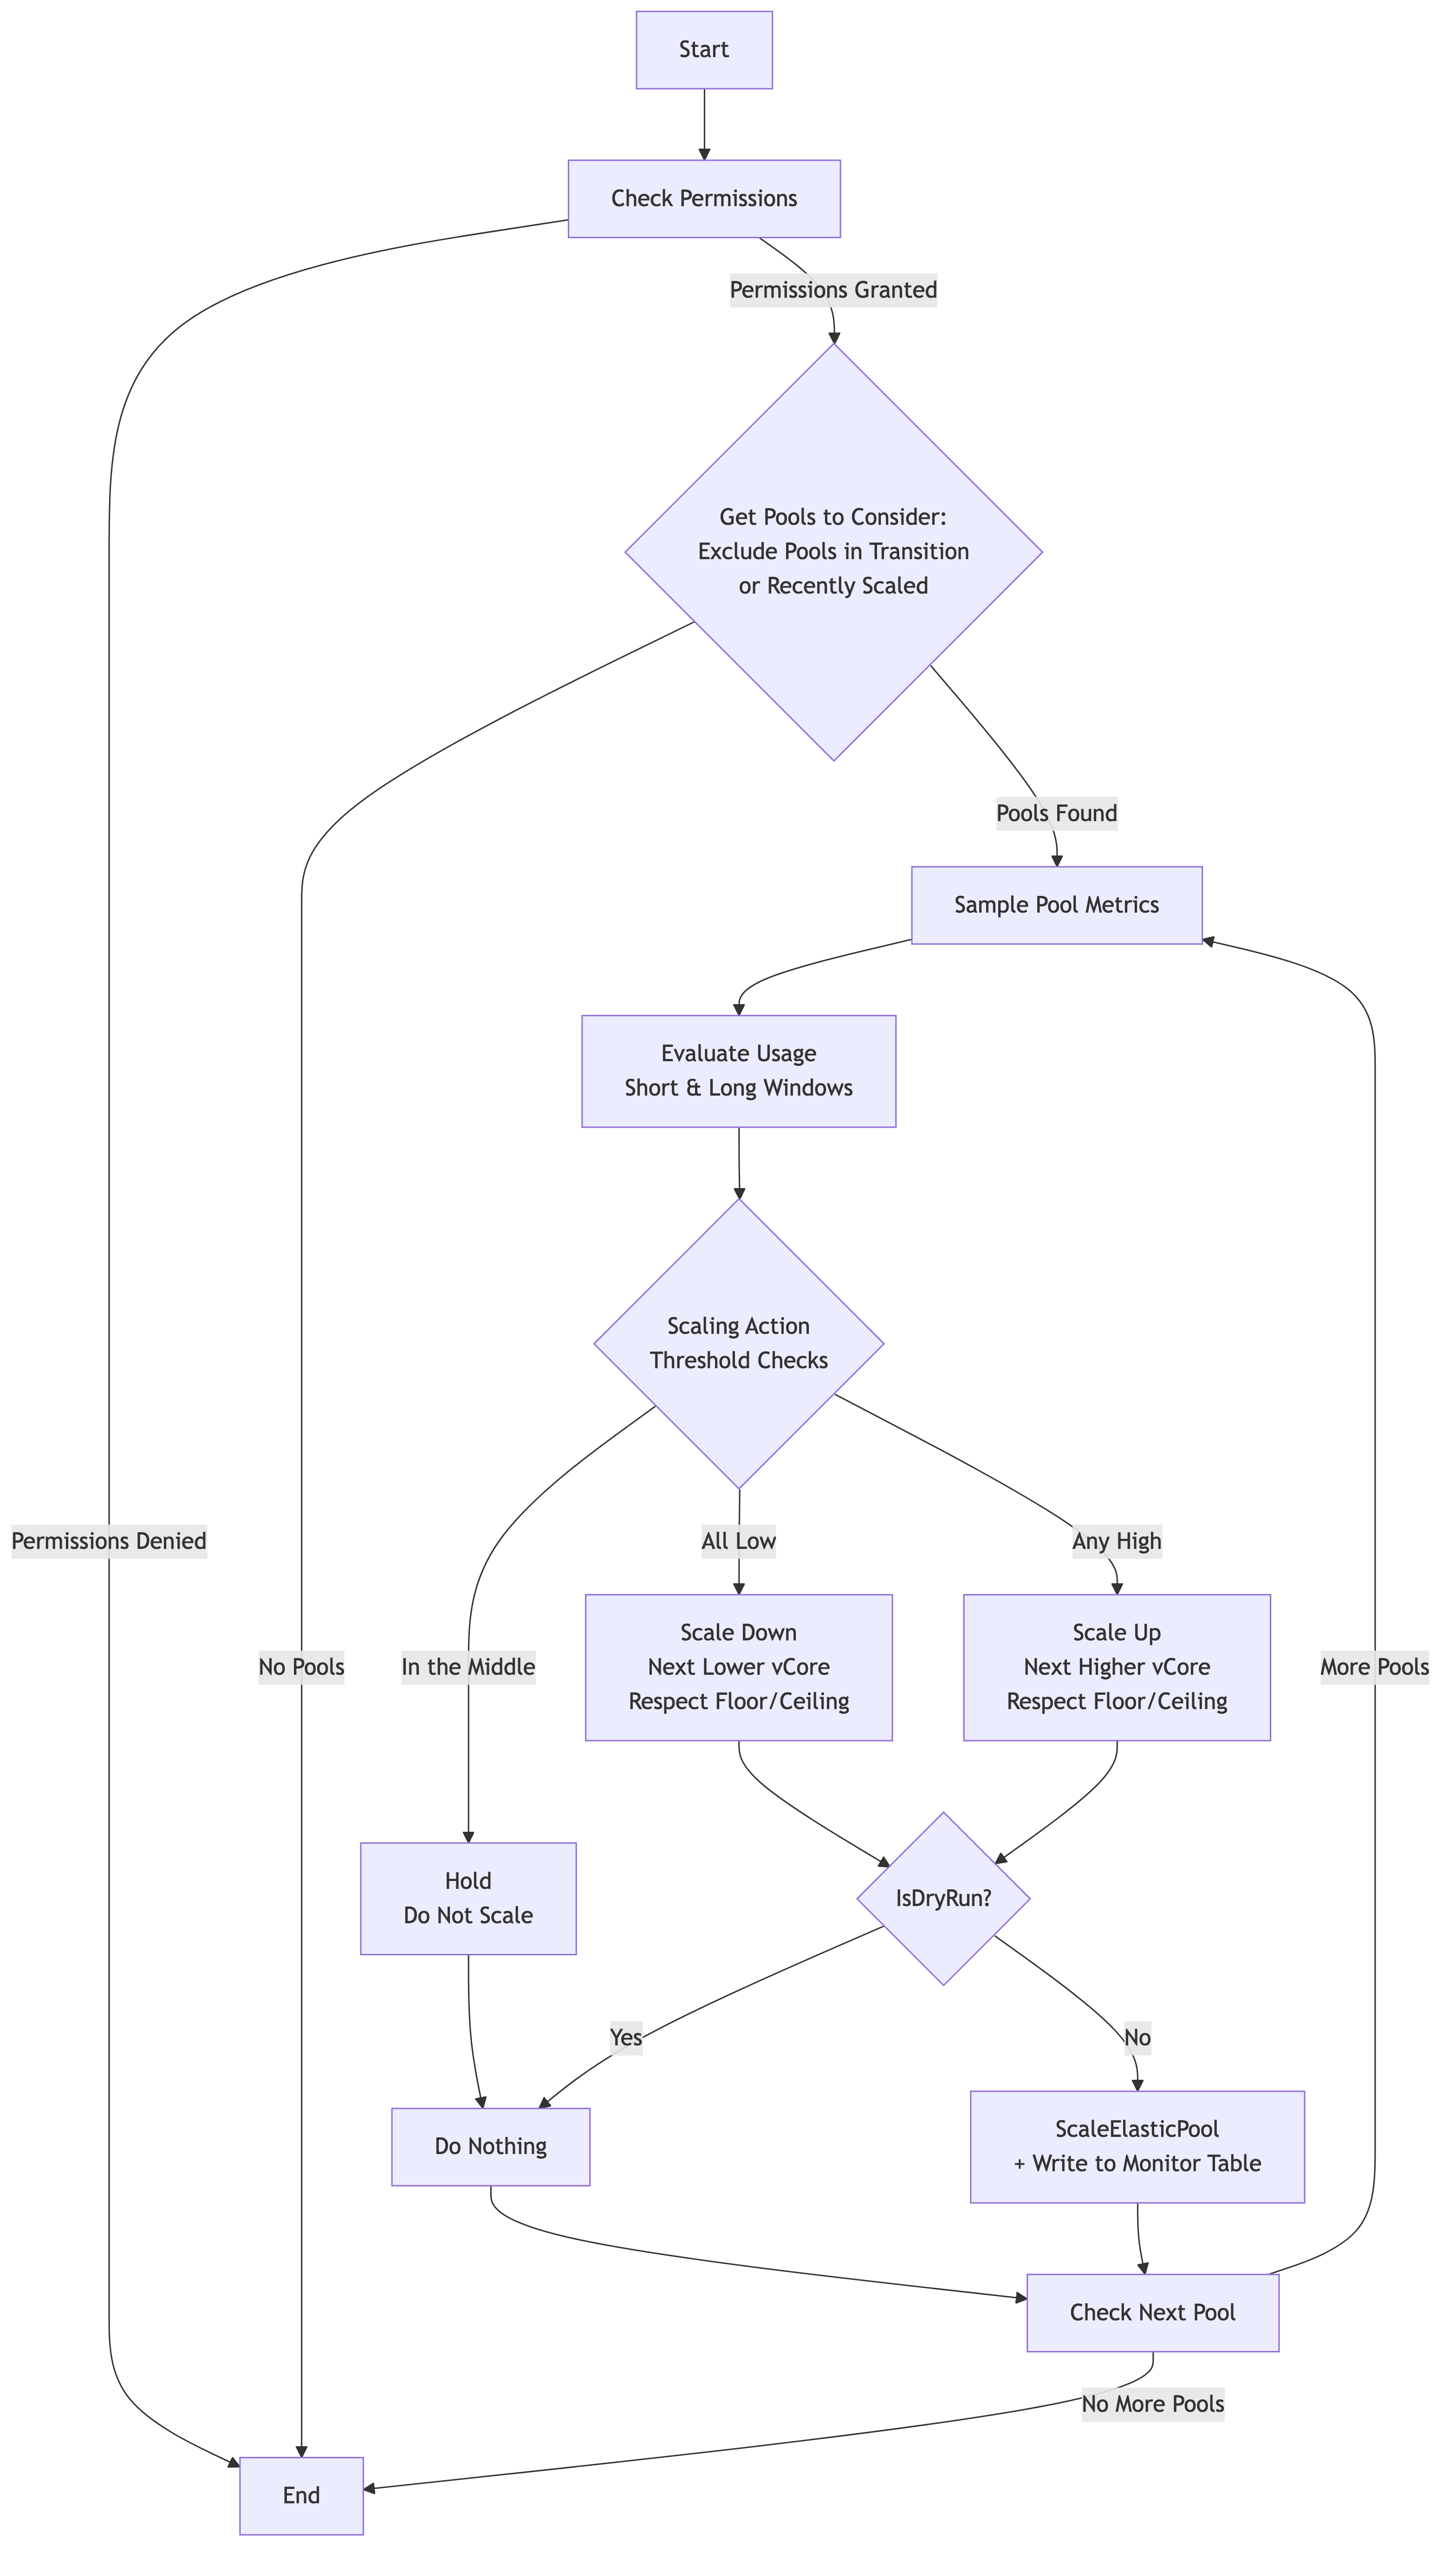 Start
Check Permissions
Permissions Granted
Get Pools to Consider:
Exclude Pools in Transition
or Recently Scaled
Pools Found
Sample Pool Metrics
Evaluate Usage
Short & Long Windows
Scaling Action
Threshold Checks
Permissions Denied
All Low
Any High
No Pools
In the Middle
Scale Down
Next Lower vCore
Respect Floor/Ceiling
Scale Up
Next Higher vCore
Respect Floor/Ceiling
More Pools
Hold
Do Not Scale
IsDryRun?
Yes
No
Do Nothing
ScaleElasticPool
+ Write to Monitor Table
Check Next Pool
No More Pools
End